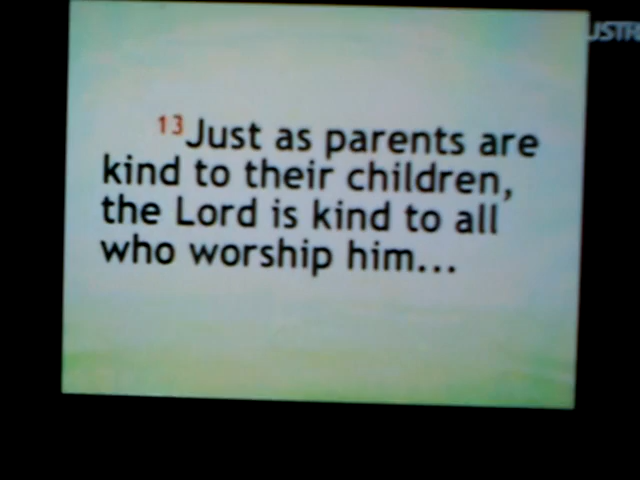 13Just as parents are
kind to their children,
the Lord is kind to all
who worship him...